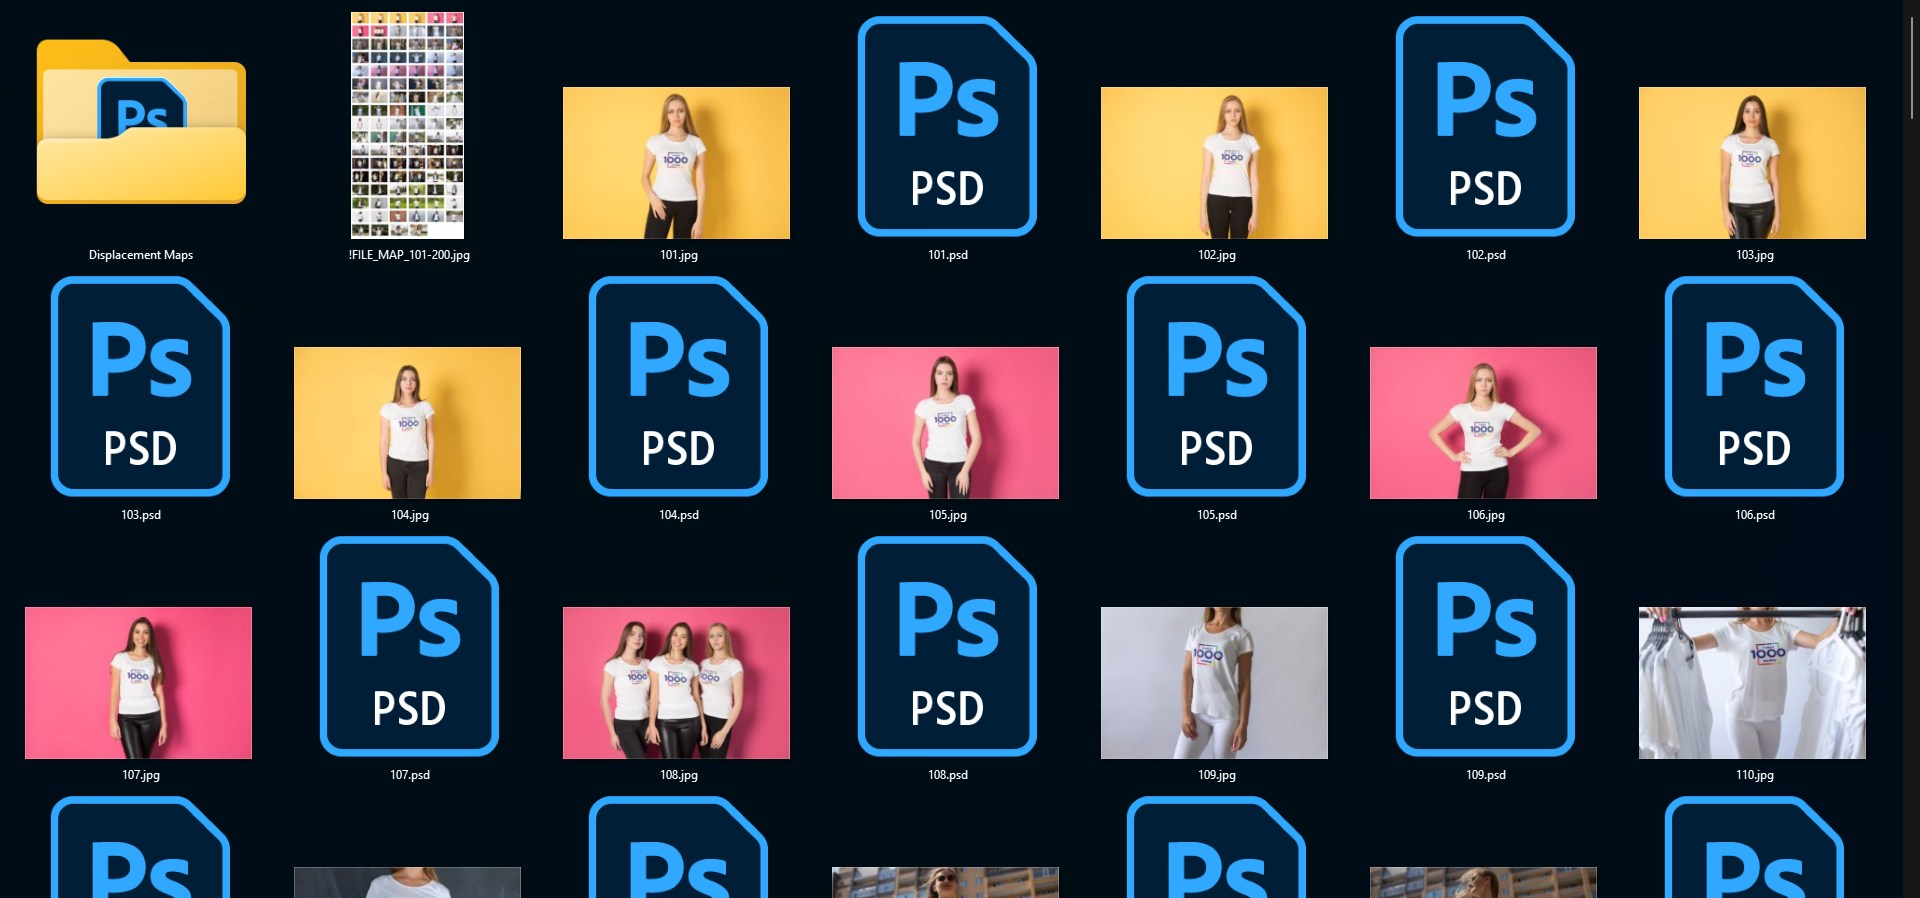 Ps
Displacement Maps
!FILE_MAP_101-200.jpg
1000
101.jpg
Ps
PSD
101.psd
1000
102.jpg
Ps
PSD
102.psd
1000
103.jpg
Ps
PSD
103.psd
1000
104.jpg
Ps
PSD
104.psd
1000
105.jpg
Ps
PSD
105.psd
1000
106.jpg
Ps
PSD
106.psd
1000
107.jpg
Ps
PSD
107.psd
1000
1000
1000
108.jpg
Ps
PSD
108.psd
1000
109.jpg
Ps
PSD
109.psd
1000
110.jpg
Ps
Ps
Ps
Ps